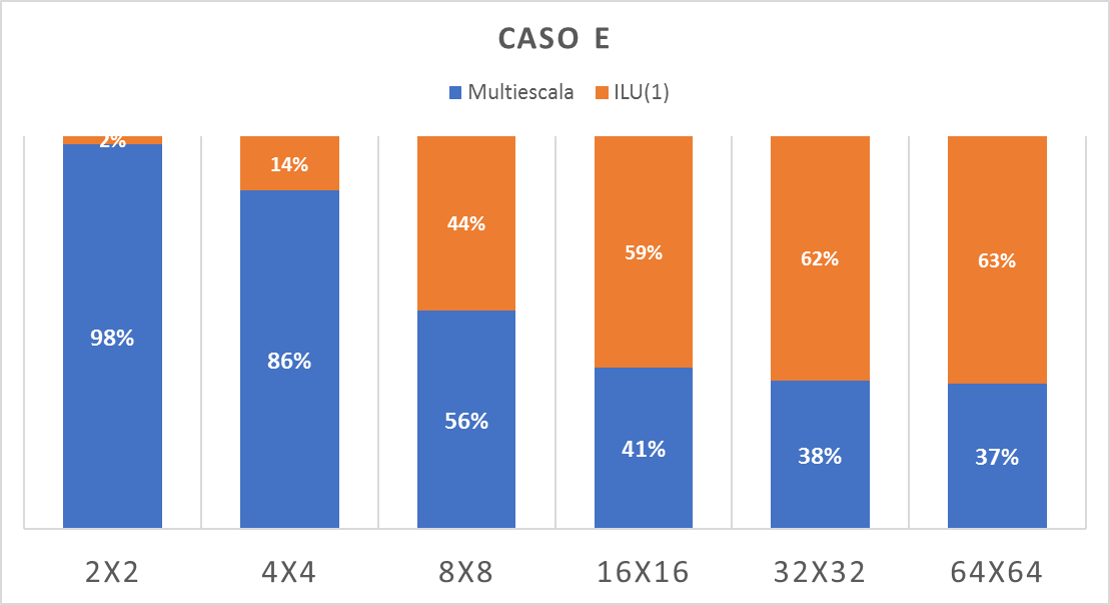 CASO E
Multiescala ILU(1)
2% 14% 44% 59% 62% 63%
98% 86% 56% 41% 38% 37%
2X2 4X4 8X8 16X16 32X32 64X64